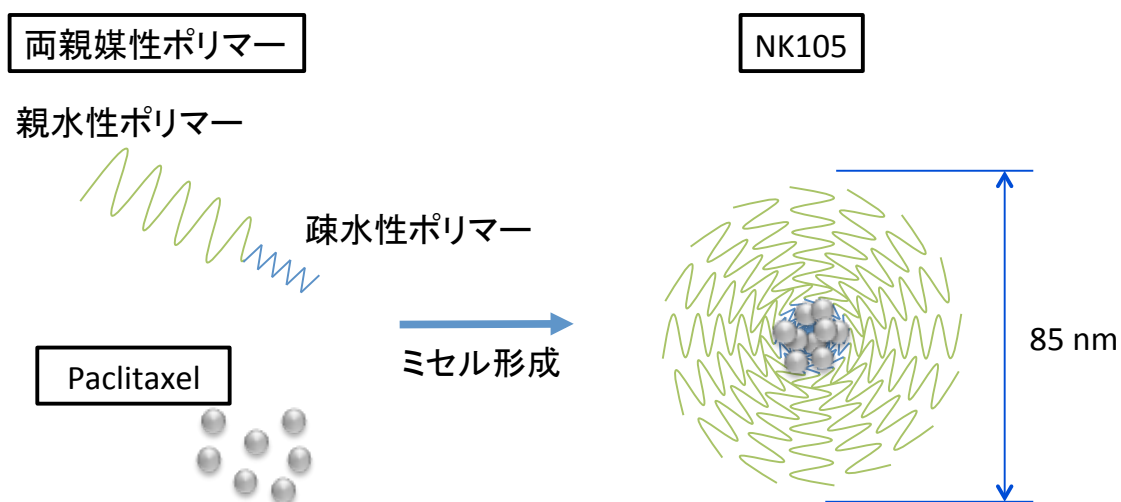 両親媒性ポリマー
NK105
親水性ポリマー
疎水性ポリマー
ミセル形成
85 nm
Paclitaxel